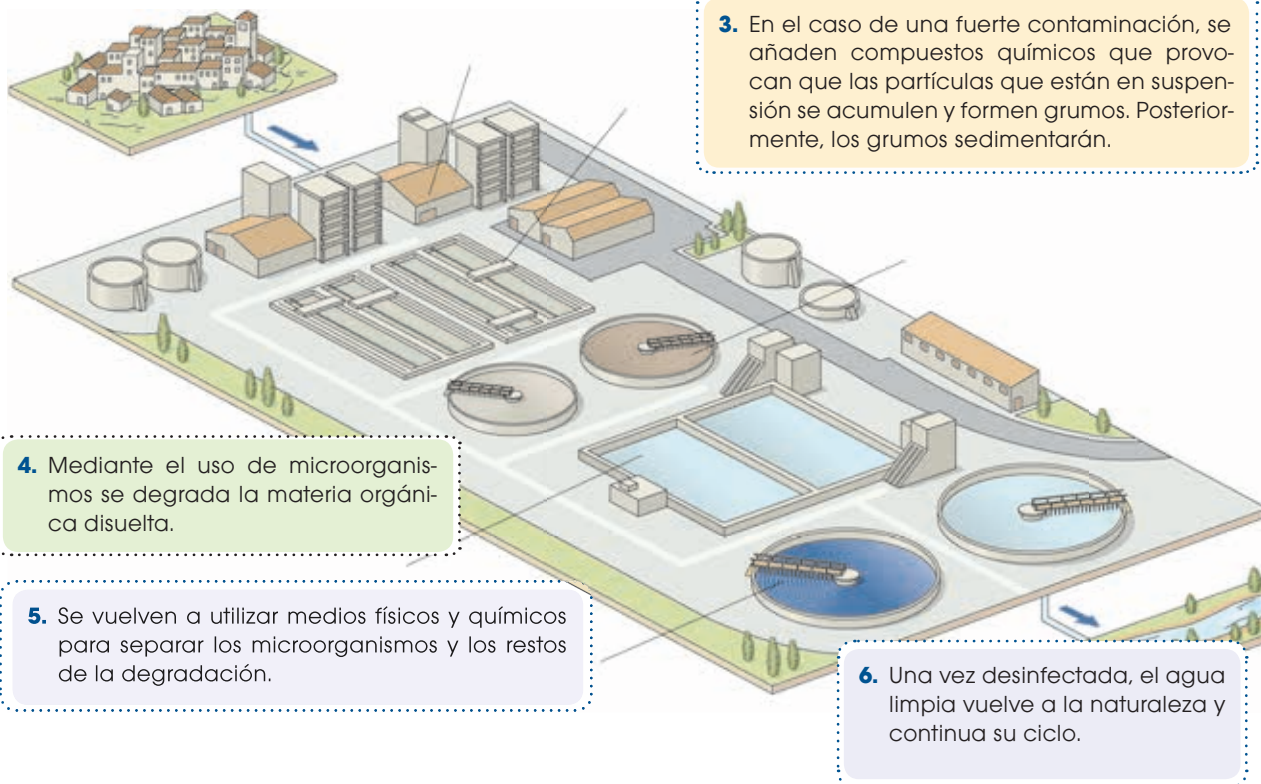 3. En el caso de una fuerte contaminación, se
añaden compuestos químicos que provo-
can que las partículas que están en suspen-
sión se acumulen y formen grumos. Posterior-
mente, los grumos sedimentarán.
4. Mediante el uso de microorganis-
mos se degrada la materia orgáni-
ca disuelta.
5. Se vuelven a utilizar medios físicos y químicos
para separar los microorganismos y los restos
de la degradación.
6. Una vez desinfectada, el agua
limpia vuelve a la naturaleza y
continua su ciclo.